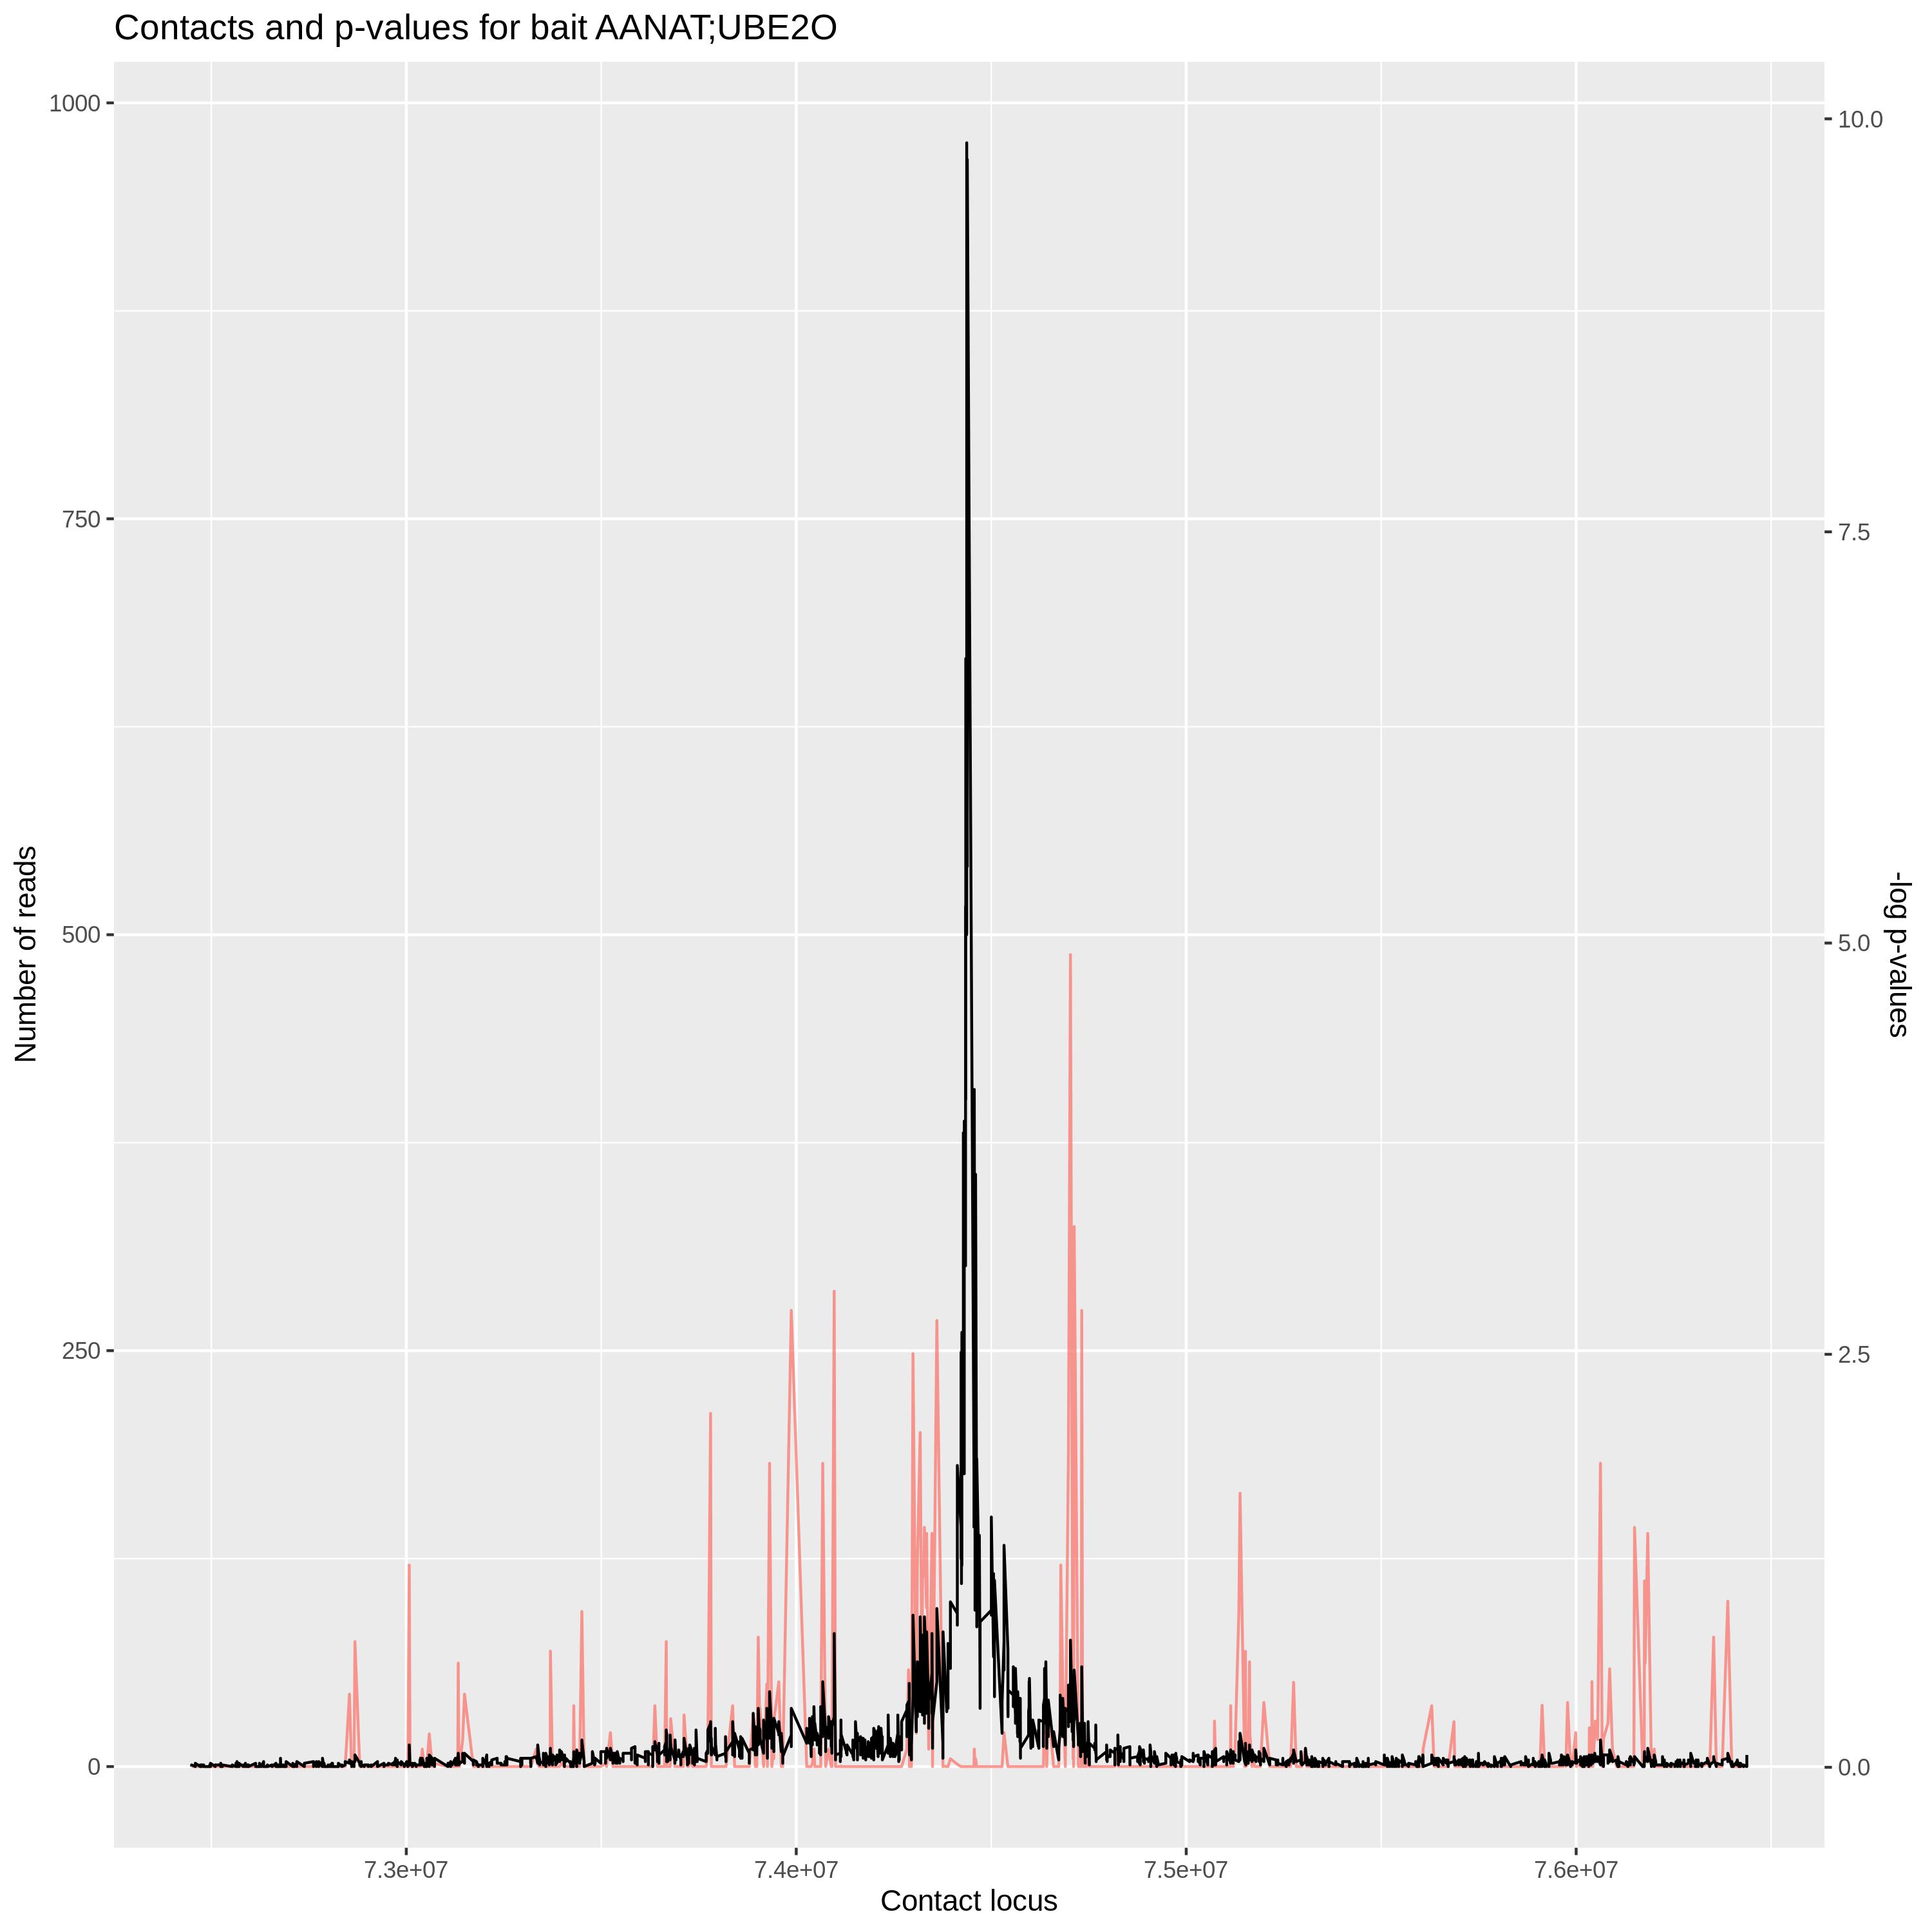 Contacts and p-values for bait AANAT;UBE2O
1000
750
500
250
0
Number of reads
10.0
7.5
5.0
2.5
0.0
-log p-values
7.3e+07
7.4e+07
7.5e+07
7.6e+07
Contact locus